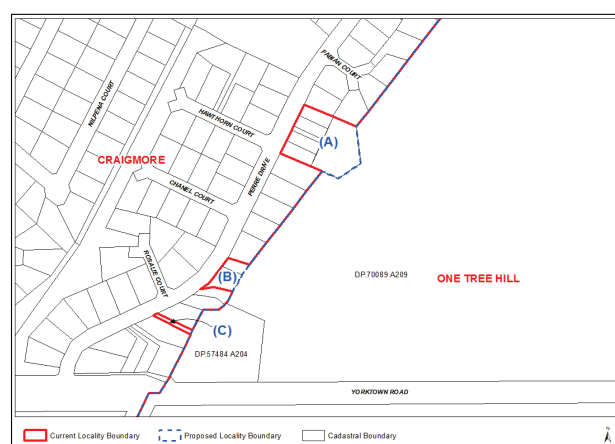 FABIAN COURT
NILPENA COURT
HAWTHORN COURT
(A)
CRAIGMORE
PERRE DRIVE
CHANEL COURT
ROSALIE COURT
(B)
DP.70089 A209
ONE TREE HILL
(C)
DP.57484 A204
YORKTOWN ROAD
Current Locality Boundary
Proposed Locality Boundary
Cadastral Boundary
N